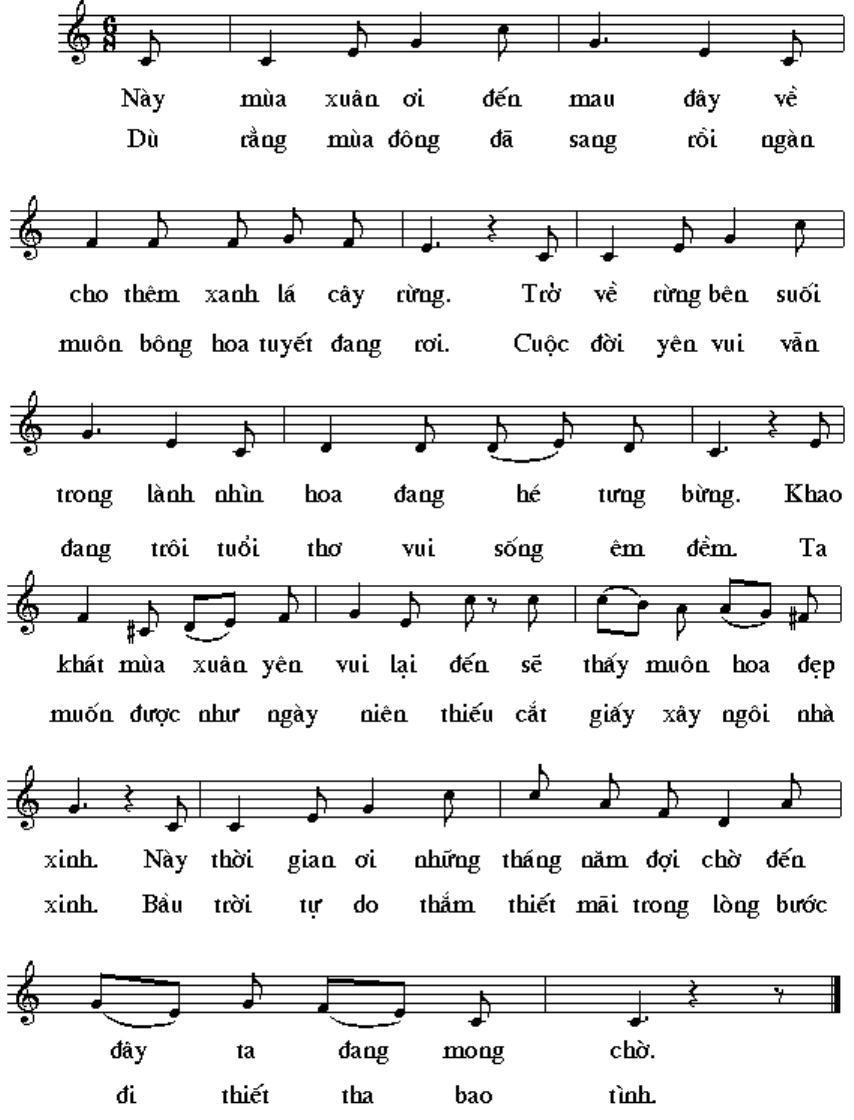 Này mùa xuân ơi đến mau đây về
Dù rằng mùa đông đã sang rồi ngàn
cho thêm xanh lá cây rừng. Trở về rừng bên suối
muôn bông hoa tuyết đang rơi. Cuộc đời yên vui vẫn
trong lành nhìn hoa đang hé tưng bừng. Khao
đang trôi tuổi thơ vui sống êm đềm. Ta
khát mùa xuân yên vui lại đến sẽ thấy muôn hoa đẹp
muốn được như ngày niên thiếu cắt giấy xây ngôi nhà
xinh. Này thời gian ơi những tháng năm đợi chờ đến
xinh. Bầu trời tự do thắm thiết mãi trong lòng bước
đây ta đang mong chờ.
đi thiết tha bao tình.